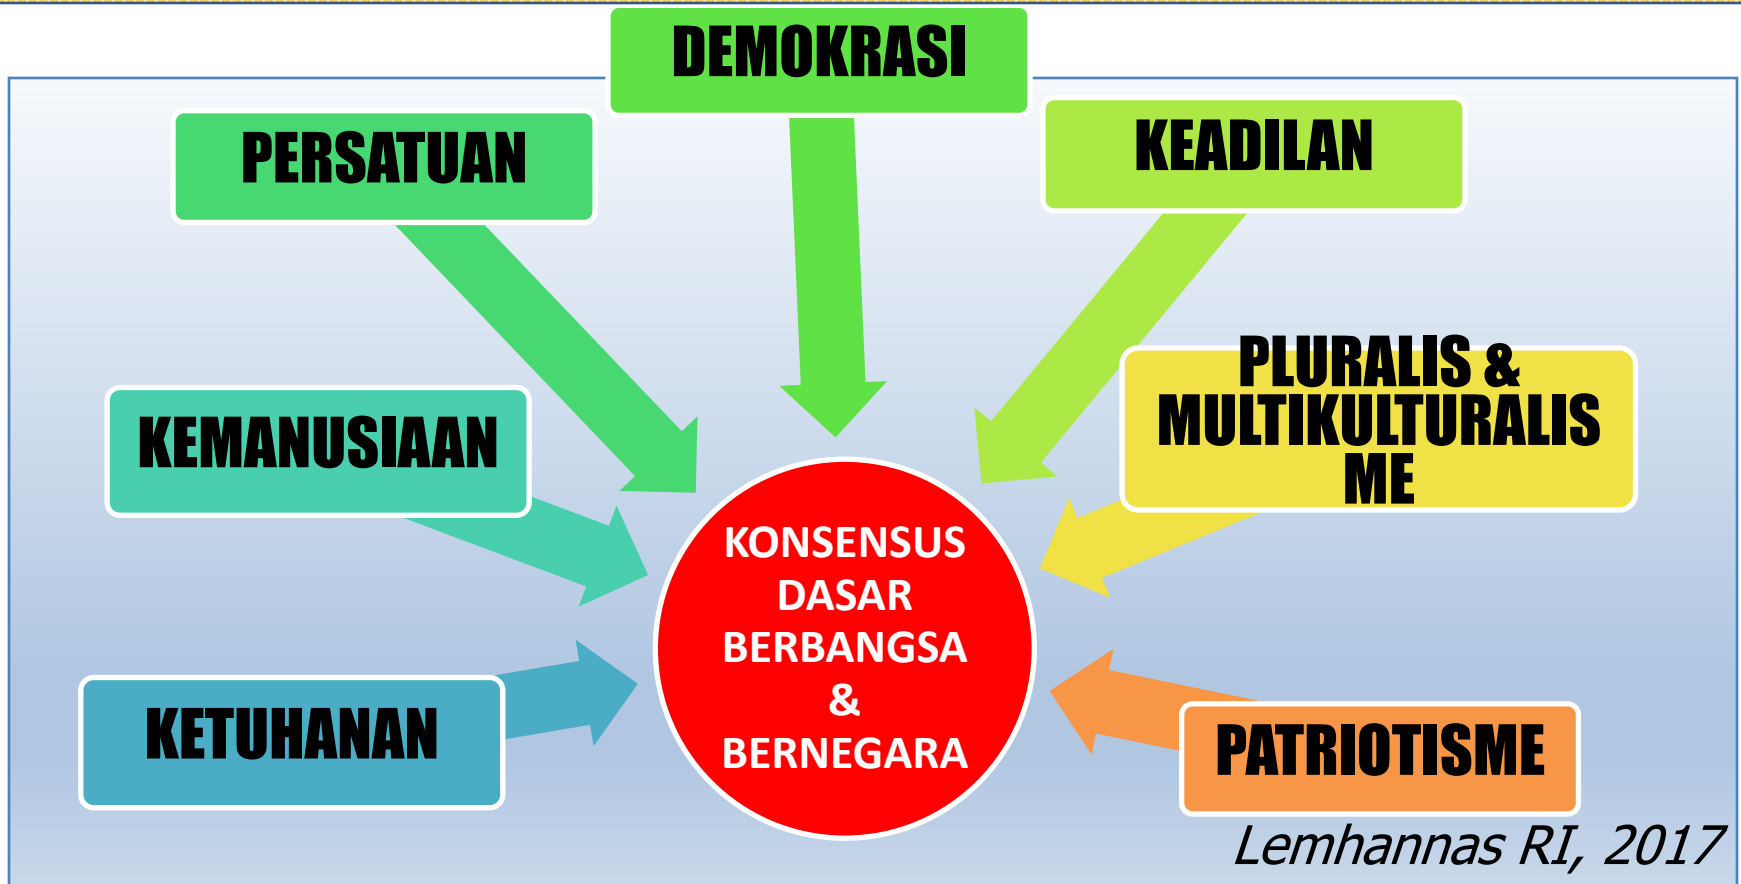 DEMOKRASI
PERSATUAN
KEADILAN
PLURALIS &
MULTIKULTURALIS
ME
KEMANUSIAAN
KONSENSUS
DASAR
BERBANGSA
&
BERNEGARA
KETUHANAN
PATRIOTISME
Lemhannas RI, 2017